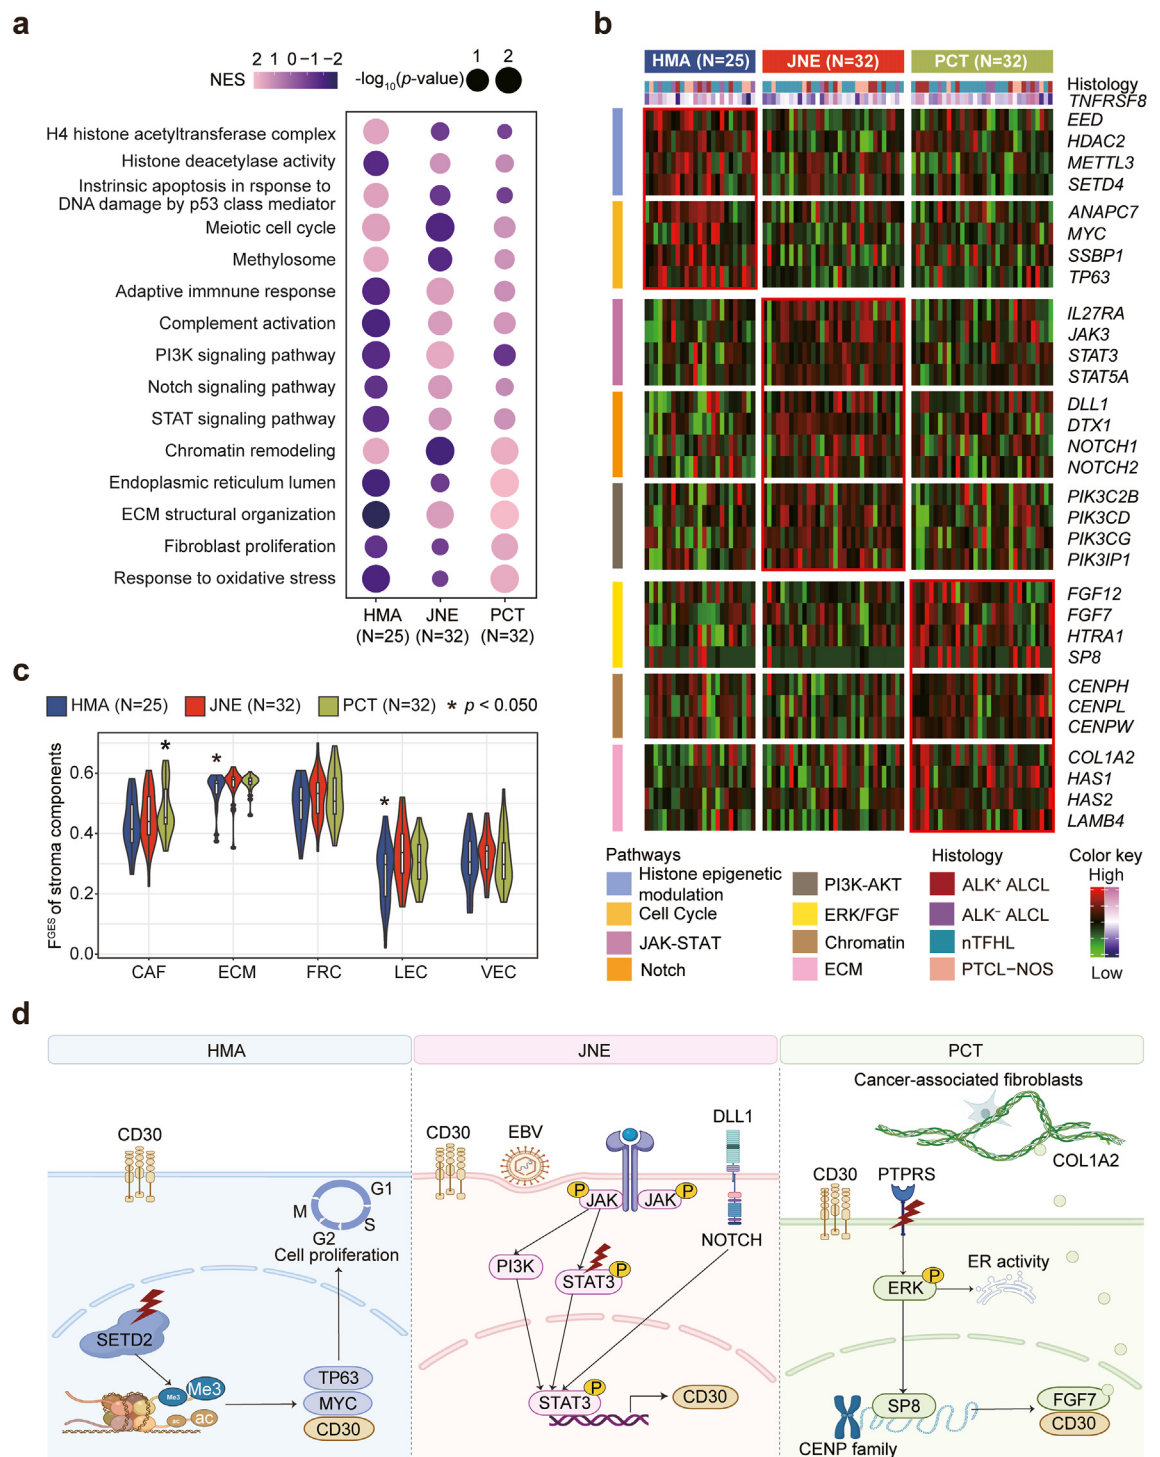 a
2 1 0 −1 −2
NES
-log10(p-value)
1 2
H4 histone acetyltransferase complex
Histone deacetylase activity
Instrinsic apoptosis in rsponse to
DNA damage by p53 class mediator
Meiotic cell cycle
Methylosome
Adaptive immnune response
Complement activation
PI3K signaling pathway
Notch signaling pathway
STAT signaling pathway
Chromatin remodeling
Endoplasmic reticulum lumen
ECM structural organization
Fibroblast proliferation
Response to oxidative stress
HMA JNE PCT
(N=25) (N=32) (N=32)
b
HMA (N=25) JNE (N=32) PCT (N=32)
Histology
TNFRSF8
EED
HDAC2
METTL3
SETD4
ANAPC7
MYC
SSBP1
TP63
IL27RA
JAK3
STAT3
STAT5A
DLL1
DTX1
NOTCH1
NOTCH2
PIK3C2B
PIK3CD
PIK3CG
PIK3IP1
FGF12
FGF7
HTRA1
SP8
CENPH
CENPL
CENPW
COL1A2
HAS1
HAS2
LAMB4
Pathways
Histone epigenetic
modulation
Cell Cycle
JAK-STAT
Notch
PI3K-AKT
ERK/FGF
Chromatin
ECM
Histology
ALK+ ALCL
ALK− ALCL
nTFHL
PTCL−NOS
Color key
High
Low
c
HMA (N=25) JNE (N=32) PCT (N=32) * p < 0.050
FGES of stroma components
0.6
0.4
0.2
0.0
* * *
CAF ECM FRC LEC VEC
d
HMA JNE PCT
CD30
G1
M
S
G2
Cell proliferation
SETD2
Me3 Me3
ac ac
TP63
MYC
CD30
CD30 EBV
DLL1
P JAK JAK P
NOTCH
PI3K
STAT3 P
P
STAT3
CD30
Cancer-associated fibroblasts
COL1A2
CD30 PTPRS
ER activity
ERK P
SP8
FGF7
CD30
CENP family